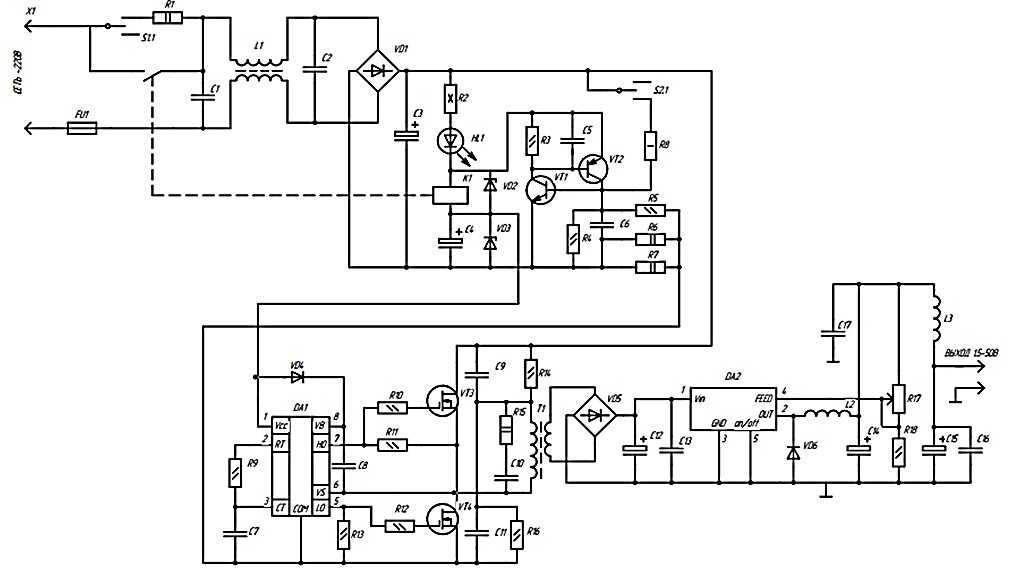 X1
R1
S1.1
L1
СЕТЬ ~220В
C1
C2
VD1
FU1
C3
+
R2
HL1
K1
VD2
C4
+
VD3
R3
C5
VT1
VT2
S2.1
R8
R5
R4
C6
R6
R7
VD4
DA1
1
Vcc
VB
8
2
RT
HO
7
VS
6
3
CT
COM
LO
5
R9
C7
C8
R10
R11
R12
R13
VT3
VT4
C9
R14
R15
T1
C10
C11
R16
VD5
C12
+
C13
DA2
1
Vin
FEED
4
OUT
2
GND
on/off
3
5
L2
VD6
C14
+
C17
R17
R18
L3
ВЫХОД 1.5-50В
C15
+
C16